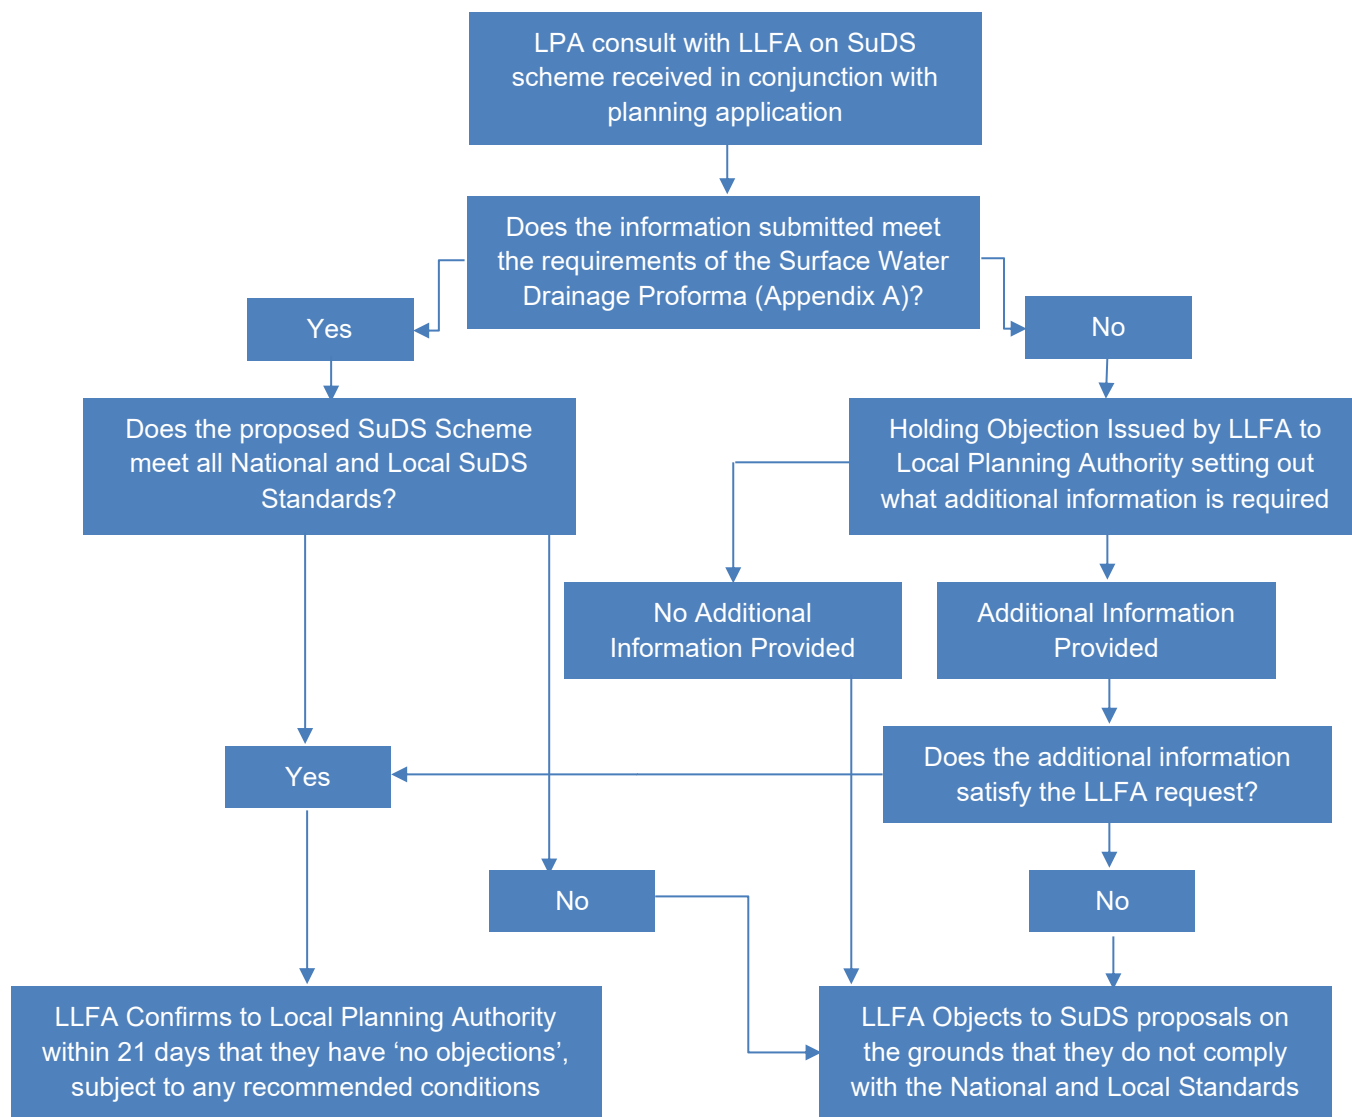 LPA consult with LLFA on SuDS
scheme received in conjunction with
planning application
Does the information submitted meet
the requirements of the Surface Water
Drainage Proforma (Appendix A)?
Yes
No
Does the proposed SuDS Scheme
meet all National and Local SuDS
Standards?
Holding Objection Issued by LLFA to
Local Planning Authority setting out
what additional information is required
No Additional
Information Provided
Additional Information
Provided
Yes
Does the additional information
satisfy the LLFA request?
No
No
LLFA Confirms to Local Planning Authority
within 21 days that they have ‘no objections’,
subject to any recommended conditions
LLFA Objects to SuDS proposals on
the grounds that they do not comply
with the National and Local Standards